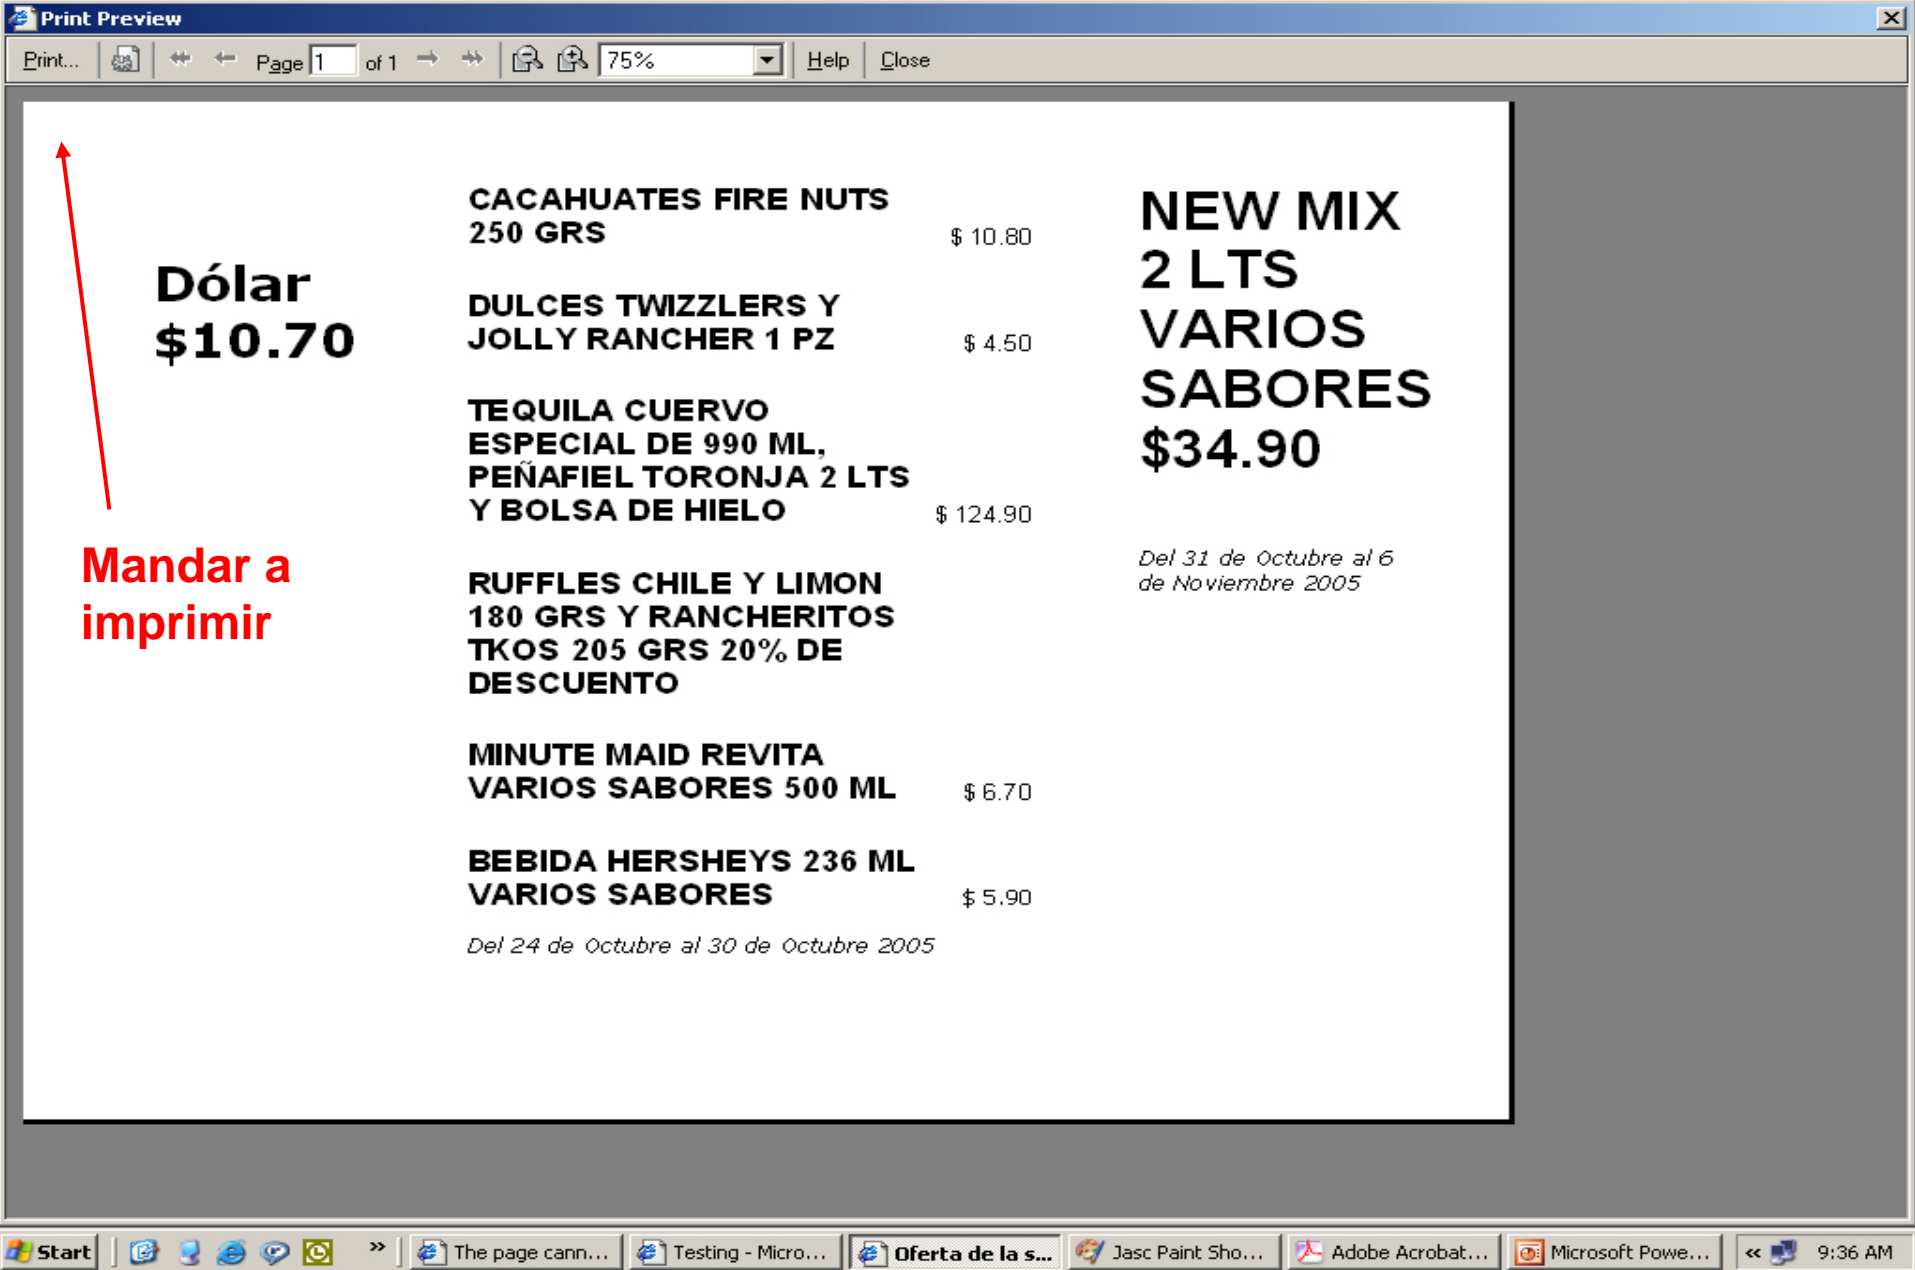 Print Preview
Print... Page 1 of 1 75% Help Close
Dólar
$10.70
Mandar a
imprimir
CACAHUATES FIRE NUTS
250 GRS $ 10.80
DULCES TWIZZLERS Y
JOLLY RANCHER 1 PZ $ 4.50
TEQUILA CUERVO
ESPECIAL DE 990 ML,
PEÑAFIEL TORONJA 2 LTS
Y BOLSA DE HIELO $ 124.90
RUFFLES CHILE Y LIMON
180 GRS Y RANCHERITOS
TKOS 205 GRS 20% DE
DESCUENTO
MINUTE MAID REVITA
VARIOS SABORES 500 ML $ 6.70
BEBIDA HERSHEYS 236 ML
VARIOS SABORES $ 5.90
Del 24 de Octubre al 30 de Octubre 2005
NEW MIX
2 LTS
VARIOS
SABORES
$34.90
Del 31 de Octubre al 6
de Noviembre 2005
Start The page cann... Testing - Micro... Oferta de la s... Jasc Paint Sho... Adobe Acrobat... Microsoft Powe... 9:36 AM